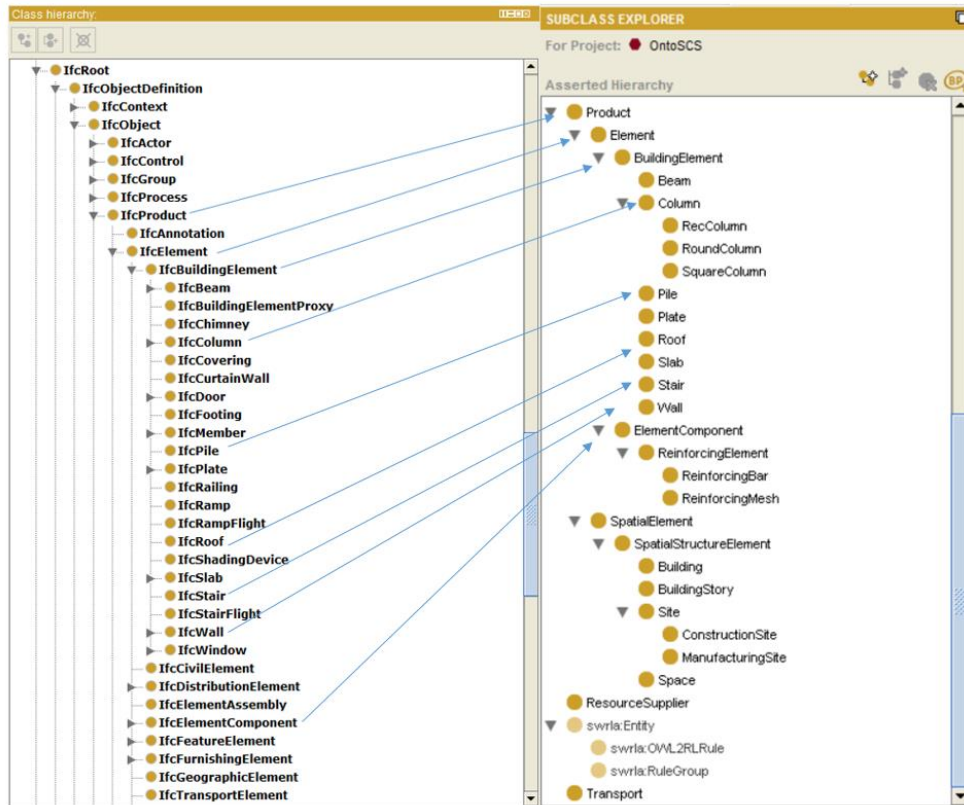 Class hierarchy:
IfcRoot
IfcObjectDefinition
IfcContext
IfcObject
IfcActor
IfcControl
IfcGroup
IfcProcess
IfcProduct
IfcAnnotation
IfcElement
IfcBuildingElement
IfcBeam
IfcBuildingElementProxy
IfcChimney
IfcColumn
IfcCovering
IfcCurtainWall
IfcDoor
IfcFooting
IfcMember
IfcPile
IfcPlate
IfcRailing
IfcRamp
IfcRampFlight
IfcRoof
IfcShadingDevice
IfcSlab
IfcStair
IfcStairFlight
IfcWall
IfcWindow
IfcCivilElement
IfcDistributionElement
IfcElementAssembly
IfcElementComponent
IfcFeatureElement
IfcFurnishingElement
IfcGeographicElement
IfcTransportElement
SUBCLASS EXPLORER
For Project: OntoSCS
Asserted Hierarchy
BP
Product
Element
BuildingElement
Beam
Column
RecColumn
RoundColumn
SquareColumn
Pile
Plate
Roof
Slab
Stair
Wall
ElementComponent
ReinforcingElement
ReinforcingBar
ReinforcingMesh
SpatialElement
SpatialStructureElement
Building
BuildingStory
Site
ConstructionSite
ManufacturingSite
Space
ResourceSupplier
swrla:Entity
swrla:OWL2RLRule
swrla:RuleGroup
Transport